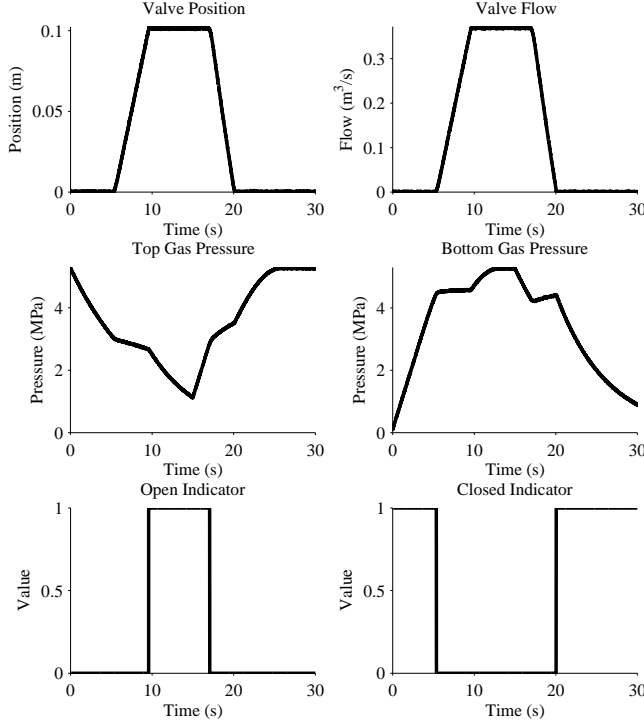 Valve Position
Position (m)
0.1
0.05
0
0 10 20 30
Time (s)
Valve Flow
Flow (m³/s)
0.3
0.2
0.1
0
0 10 20 30
Time (s)
Top Gas Pressure
Pressure (MPa)
4
2
0
0 10 20 30
Time (s)
Bottom Gas Pressure
Pressure (MPa)
4
2
0
0 10 20 30
Time (s)
Open Indicator
Value
1
0.5
0
0 10 20 30
Time (s)
Closed Indicator
Value
1
0.5
0
0 10 20 30
Time (s)